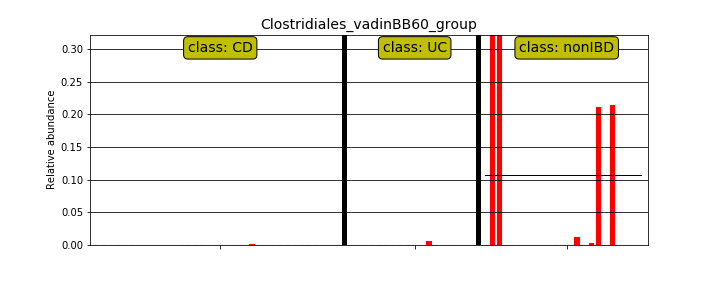 Clostridiales_vadinBB60_group
class: CD
class: UC
class: nonIBD
Relative abundance
0.30
0.25
0.20
0.15
0.10
0.05
0.00